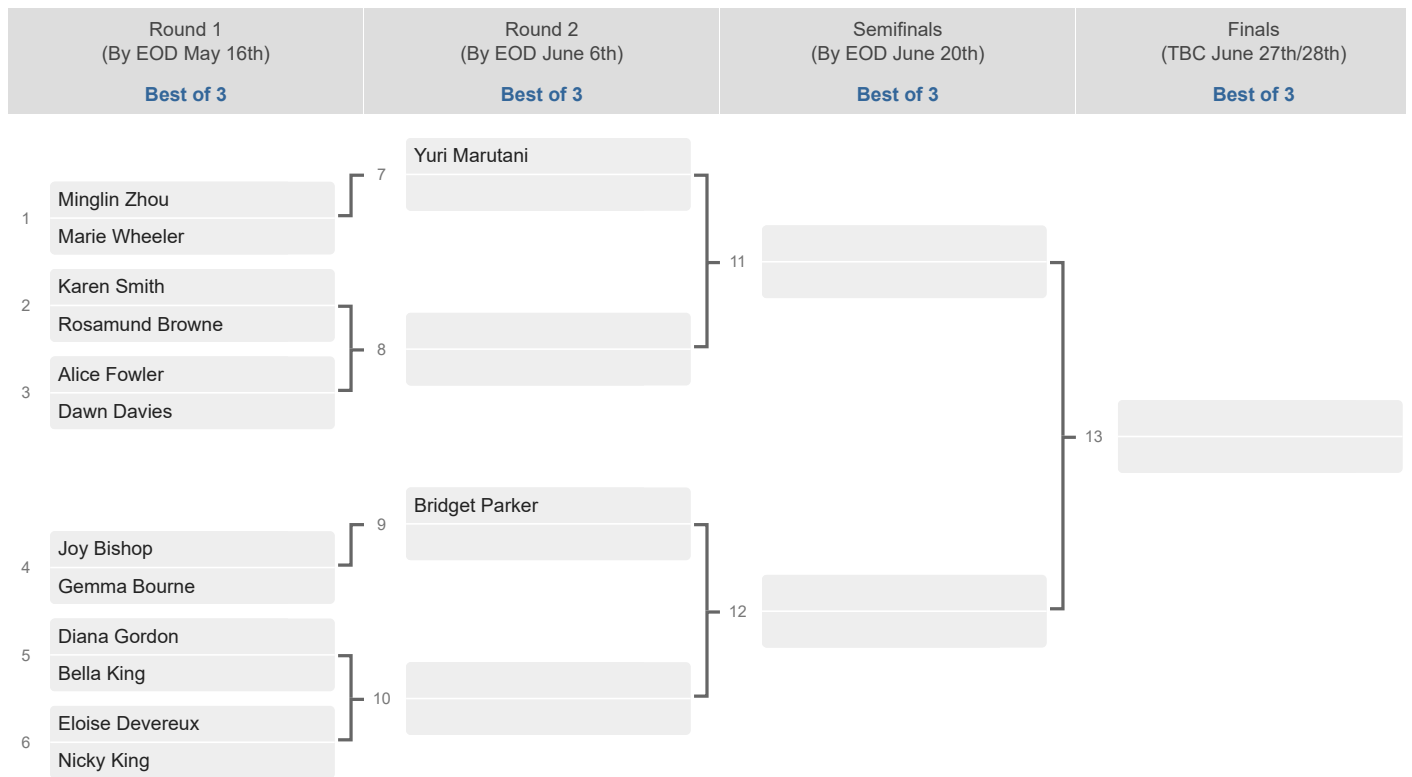 Round 1
(By EOD May 16th)
Best of 3
Round 2
(By EOD June 6th)
Best of 3
Semifinals
(By EOD June 20th)
Best of 3
Finals
(TBC June 27th/28th)
Best of 3
1
Minglin Zhou
Marie Wheeler
2
Karen Smith
Rosamund Browne
3
Alice Fowler
Dawn Davies
4
Joy Bishop
Gemma Bourne
5
Diana Gordon
Bella King
6
Eloise Devereux
Nicky King
7
Yuri Marutani
8
9
Bridget Parker
10
11
12
13